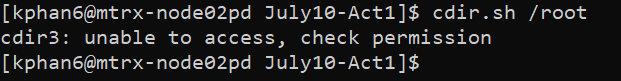 [kphan6@mtrx-node02pd July10-Act1]$ cdir.sh /root
cdir3: unable to access, check permission
[kphan6@mtrx-node02pd July10-Act1]$